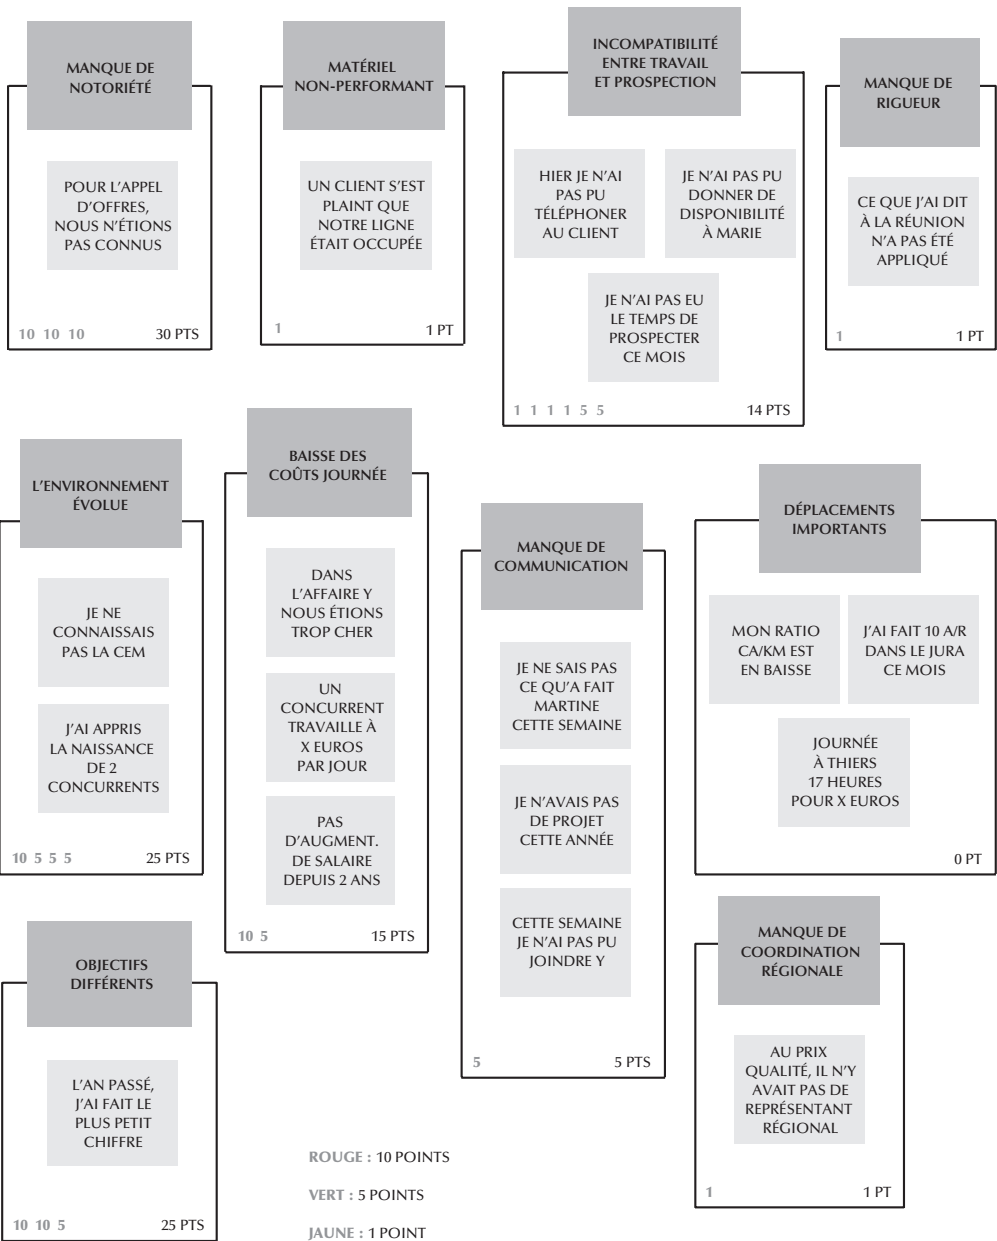 MANQUE DE
NOTORIÉTÉ
POUR L'APPEL
D'OFFRES,
NOUS N'ÉTIONS
PAS CONNUS
10 10 10
30 PTS
MATÉRIEL
NON-PERFORMANT
UN CLIENT S'EST
PLAINT QUE
NOTRE LIGNE
ÉTAIT OCCUPÉE
1
1 PT
INCOMPATIBILITÉ
ENTRE TRAVAIL
ET PROSPECTION
HIER JE N'AI
PAS PU
TÉLÉPHONER
AU CLIENT
JE N'AI PAS PU
DONNER DE
DISPONIBILITÉ
À MARIE
JE N'AI PAS EU
LE TEMPS DE
PROSPECTER
CE MOIS
1 1 1 1 5 5
14 PTS
MANQUE DE
RIGUEUR
CE QUE J'AI DIT
À LA RÉUNION
N'A PAS ÉTÉ
APPLIQUÉ
1
1 PT
L'ENVIRONNEMENT
ÉVOLUE
JE NE
CONNAISSAIS
PAS LA CEM
J'AI APPRIS
LA NAISSANCE
DE 2
CONCURRENTS
10 5 5 5
25 PTS
BAISSE DES
COÛTS JOURNÉE
DANS
L'AFFAIRE Y
NOUS ÉTIONS
TROP CHER
UN
CONCURRENT
TRAVAILLE À
X EUROS
PAR JOUR
PAS
D'AUGMENT.
DE SALAIRE
DEPUIS 2 ANS
10 5
15 PTS
MANQUE DE
COMMUNICATION
JE NE SAIS PAS
CE QU'A FAIT
MARTINE
CETTE SEMAINE
JE N'AVAIS PAS
DE PROJET
CETTE ANNÉE
CETTE SEMAINE
JE N'AI PAS PU
JOINDRE Y
5
5 PTS
DÉPLACEMENTS
IMPORTANTS
MON RATIO
CA/KM EST
EN BAISSE
J'AI FAIT 10 A/R
DANS LE JURA
CE MOIS
JOURNÉE
À THIERS
17 HEURES
POUR X EUROS
0 PT
OBJECTIFS
DIFFÉRENTS
L'AN PASSÉ,
J'AI FAIT LE
PLUS PETIT
CHIFFRE
10 10 5
25 PTS
MANQUE DE
COORDINATION
RÉGIONALE
AU PRIX
QUALITÉ, IL N'Y
AVAIT PAS DE
REPRÉSENTANT
RÉGIONAL
1
1 PT
ROUGE : 10 POINTS
VERT : 5 POINTS
JAUNE : 1 POINT